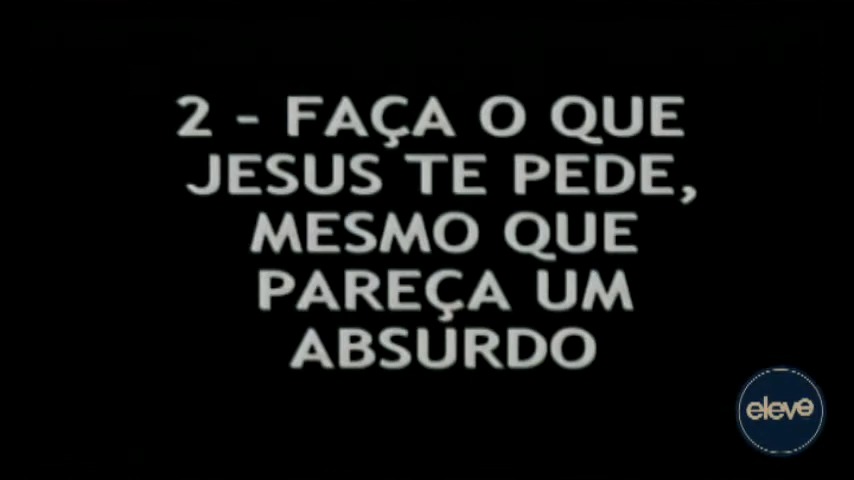 2 - FAÇA O QUE
JESUS TE PEDE,
MESMO QUE
PAREÇA UM
ABSURDO
eleve